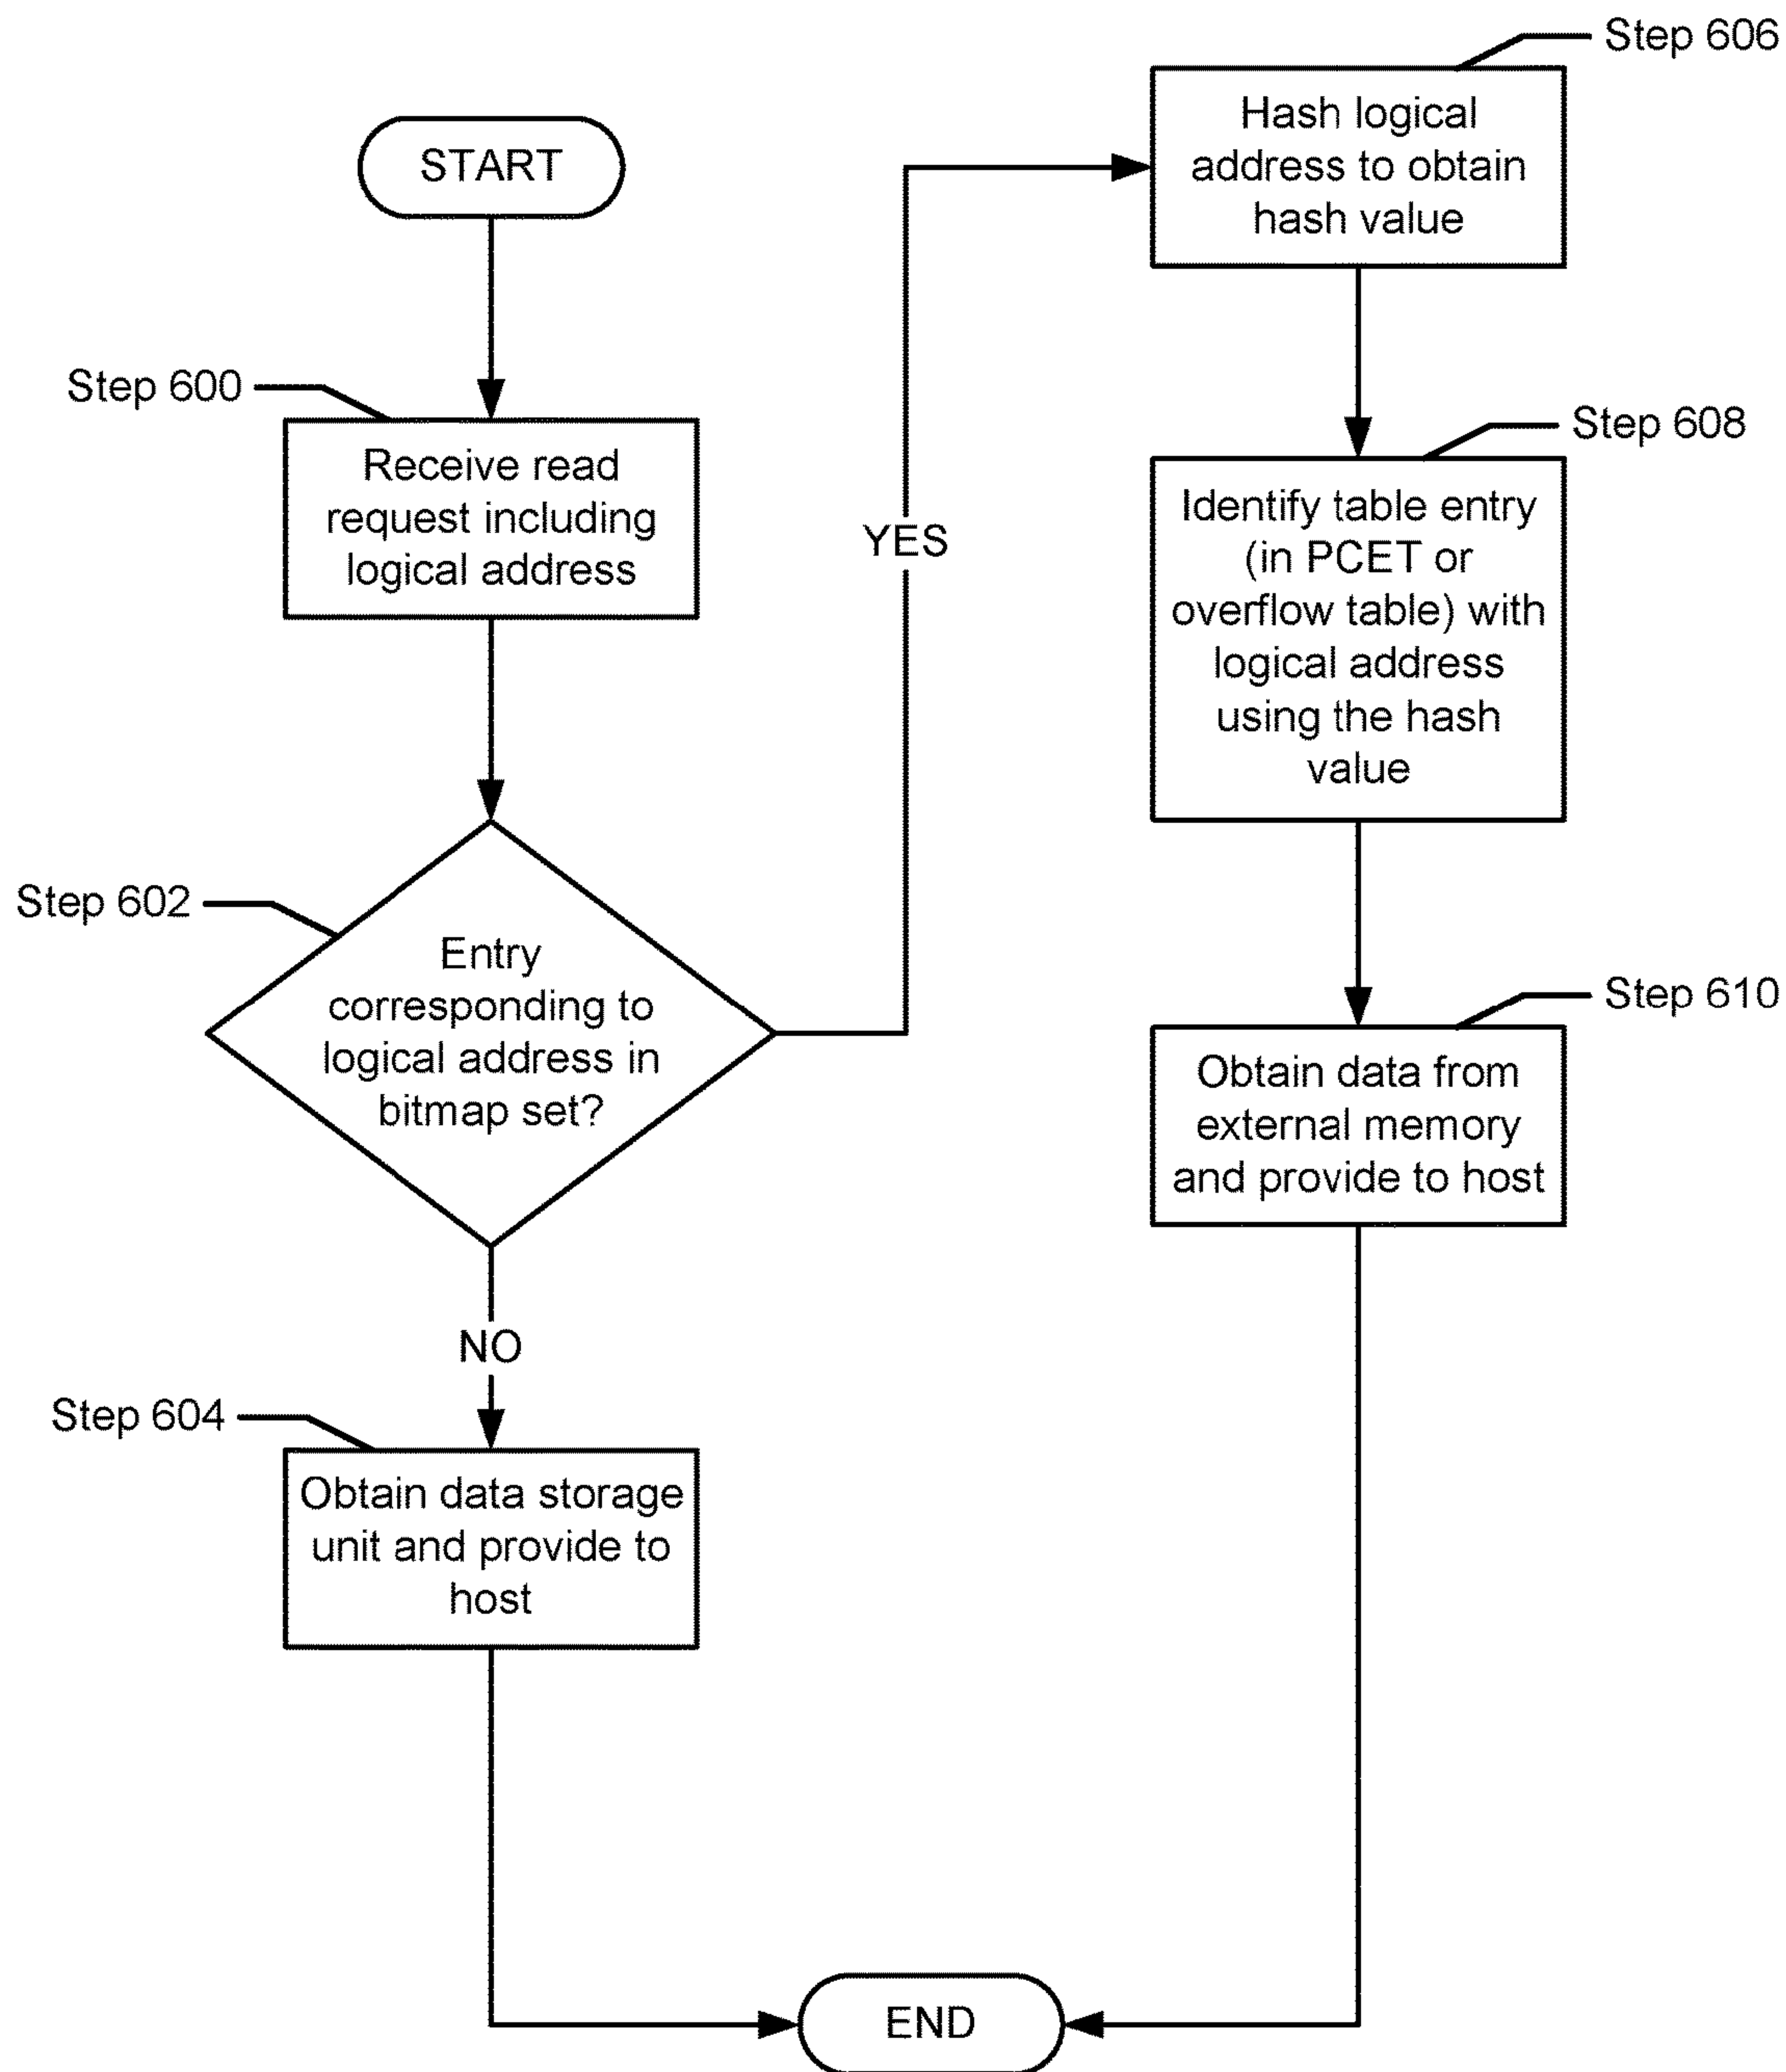 START
Step 600
Receive read
request including
logical address
Step 602
Entry
corresponding to
logical address in
bitmap set?
NO
YES
Step 604
Obtain data storage
unit and provide to
host
Step 606
Hash logical
address to obtain
hash value
Step 608
Identify table entry
(in PCET or
overflow table) with
logical address
using the hash
value
Step 610
Obtain data from
external memory
and provide to host
END